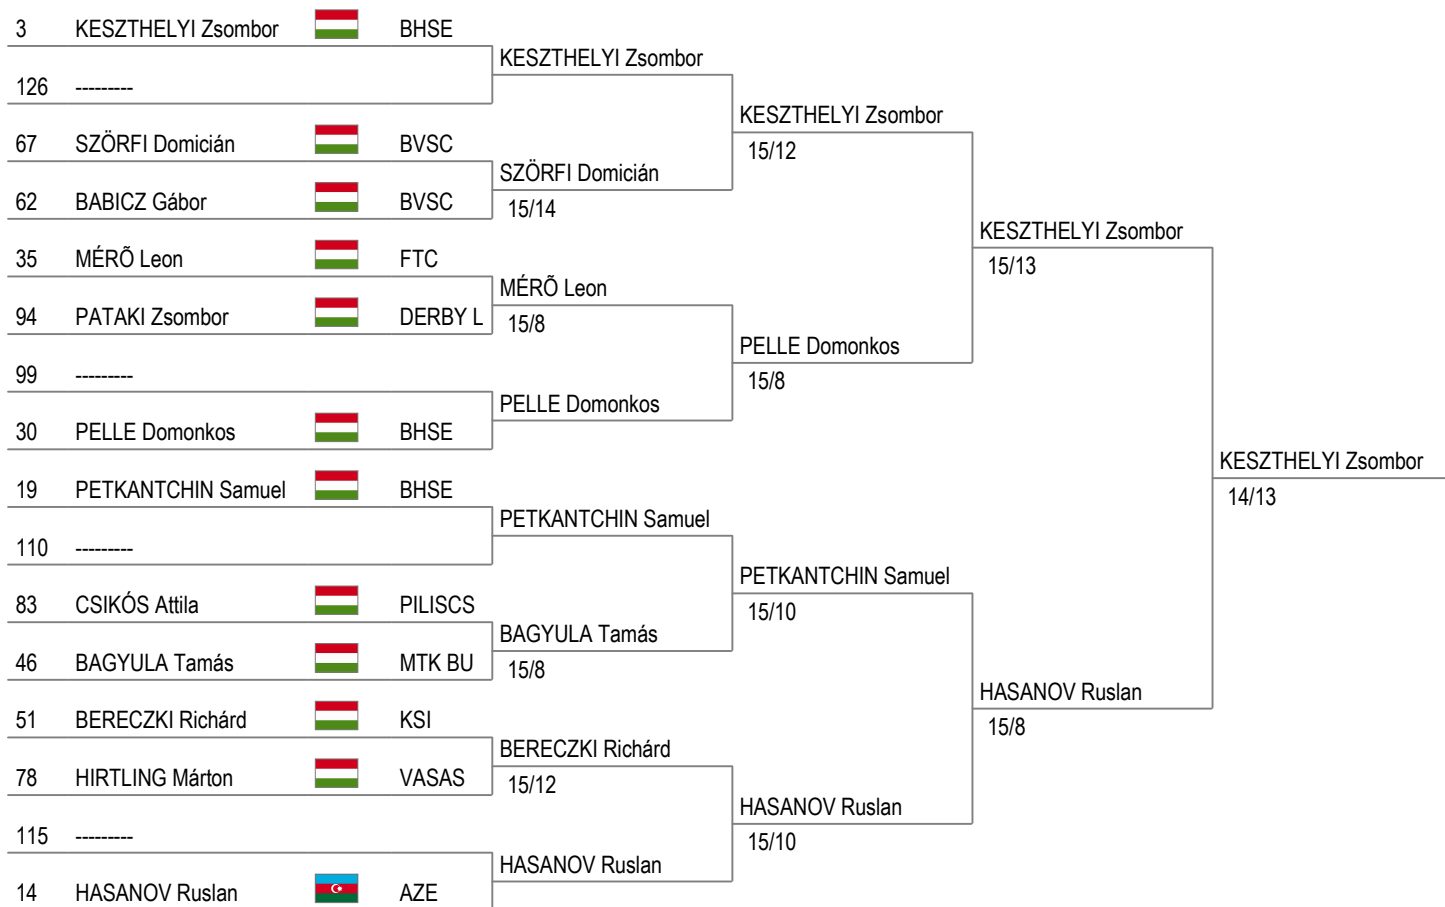 3 KESZTHELYI Zsombor BHSE
KESZTHELYI Zsombor
126 ---------
KESZTHELYI Zsombor
15/12
67 SZÖRFI Domicián BVSC
SZÖRFI Domicián
15/14
62 BABICZ Gábor BVSC
KESZTHELYI Zsombor
15/13
35 MÉRÕ Leon FTC
MÉRÕ Leon
15/8
94 PATAKI Zsombor DERBY L
PELLE Domonkos
15/8
99 ---------
PELLE Domonkos
30 PELLE Domonkos BHSE
KESZTHELYI Zsombor
14/13
19 PETKANTCHIN Samuel BHSE
PETKANTCHIN Samuel
110 ---------
PETKANTCHIN Samuel
15/10
83 CSIKÓS Attila PILISCS
BAGYULA Tamás
15/8
46 BAGYULA Tamás MTK BU
HASANOV Ruslan
15/8
51 BERECZKI Richárd KSI
BERECZKI Richárd
15/12
78 HIRTLING Márton VASAS
HASANOV Ruslan
15/10
115 ---------
HASANOV Ruslan
14 HASANOV Ruslan AZE